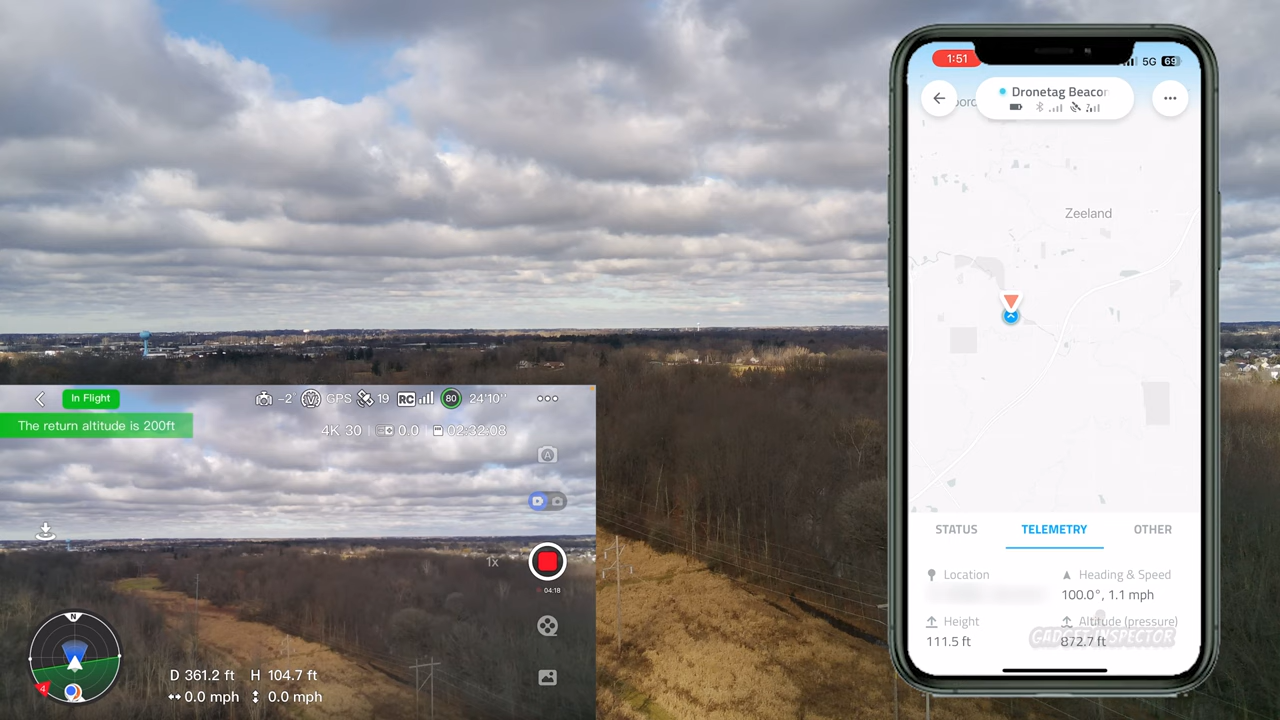 In Flight
-2 GPS 19 RC 80 24'10''
The return altitude is 200ft
4K 30 0.0 02:32:08
A
1x
04:18
N
4
D 361.2 ft H 104.7 ft
0.0 mph 0.0 mph
1:51 5G 69
Dronetag Beacon
Zeeland
STATUS TELEMETRY OTHER
Location Heading & Speed
100.0°, 1.1 mph
Height Altitude (pressure)
111.5 ft 872.7 ft
GADGET INSPECTOR